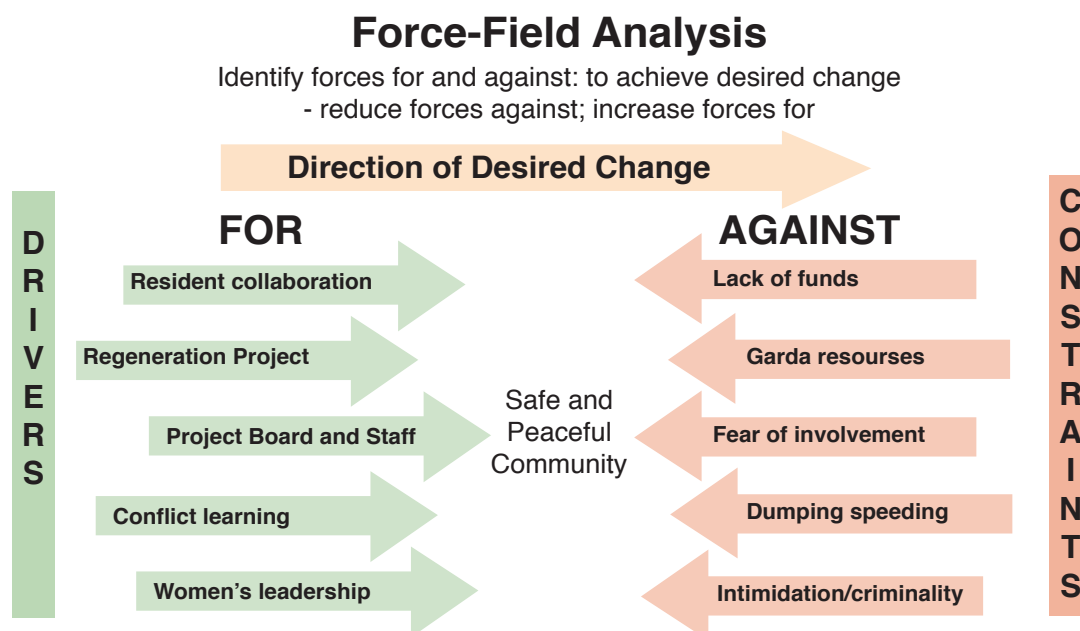 Force-Field Analysis
Identify forces for and against: to achieve desired change
- reduce forces against; increase forces for
Direction of Desired Change
DRIVERS
FOR
Resident collaboration
Regeneration Project
Project Board and Staff
Conflict learning
Women's leadership
Safe and
Peaceful
Community
AGAINST
Lack of funds
Garda resourses
Fear of involvement
Dumping speeding
Intimidation/criminality
CONSTRAINTS